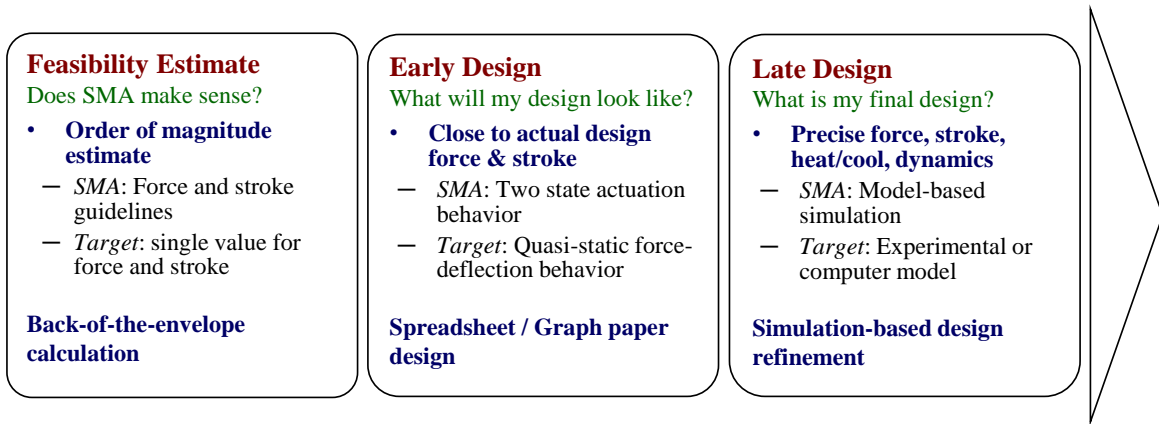 Feasibility Estimate
Does SMA make sense?
• Order of magnitude
estimate
– SMA: Force and stroke
guidelines
– Target: single value for
force and stroke
Back-of-the-envelope
calculation
Early Design
What will my design look like?
• Close to actual design
force & stroke
– SMA: Two state actuation
behavior
– Target: Quasi-static force-
deflection behavior
Spreadsheet / Graph paper
design
Late Design
What is my final design?
• Precise force, stroke,
heat/cool, dynamics
– SMA: Model-based
simulation
– Target: Experimental or
computer model
Simulation-based design
refinement